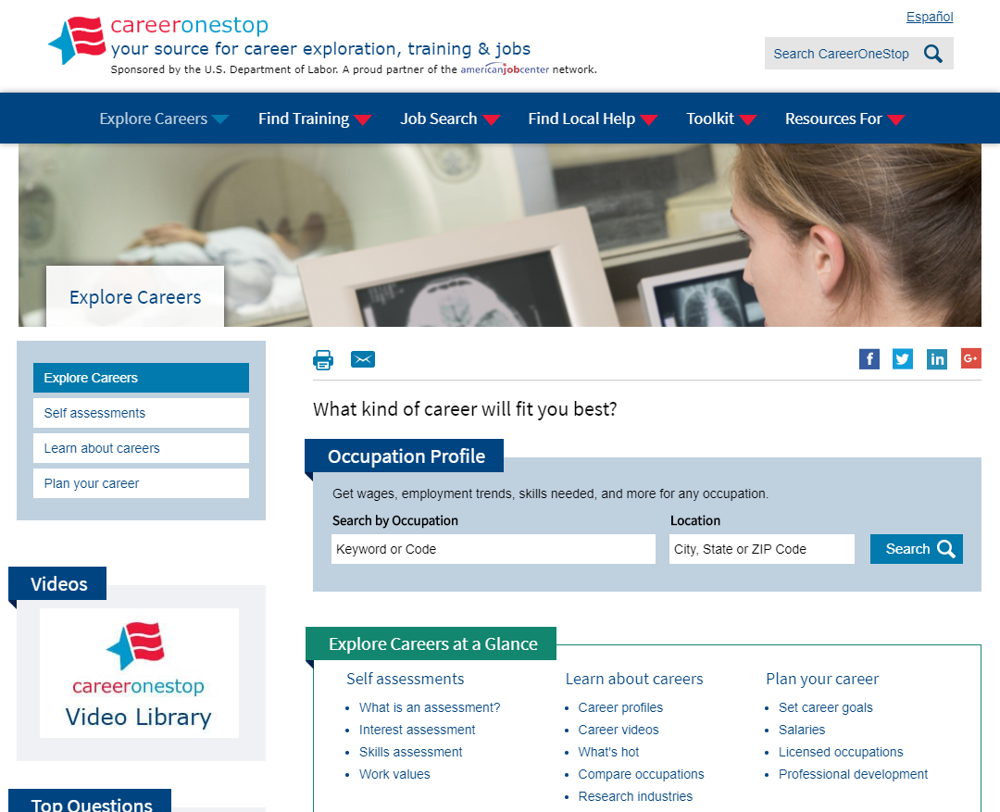 careeronestop
your source for career exploration, training & jobs
Sponsored by the U.S. Department of Labor. A proud partner of the americanjobcenter network.
Español
Search CareerOneStop
Explore Careers
Find Training
Job Search
Find Local Help
Toolkit
Resources For
Explore Careers
Explore Careers
Self assessments
Learn about careers
Plan your career
Videos
careeronestop
Video Library
Top Questions
f
in
G+
What kind of career will fit you best?
Occupation Profile
Get wages, employment trends, skills needed, and more for any occupation.
Search by Occupation
Location
Keyword or Code
City, State or ZIP Code
Search
Explore Careers at a Glance
Self assessments
What is an assessment?
Interest assessment
Skills assessment
Work values
Learn about careers
Career profiles
Career videos
What's hot
Compare occupations
Research industries
Plan your career
Set career goals
Salaries
Licensed occupations
Professional development